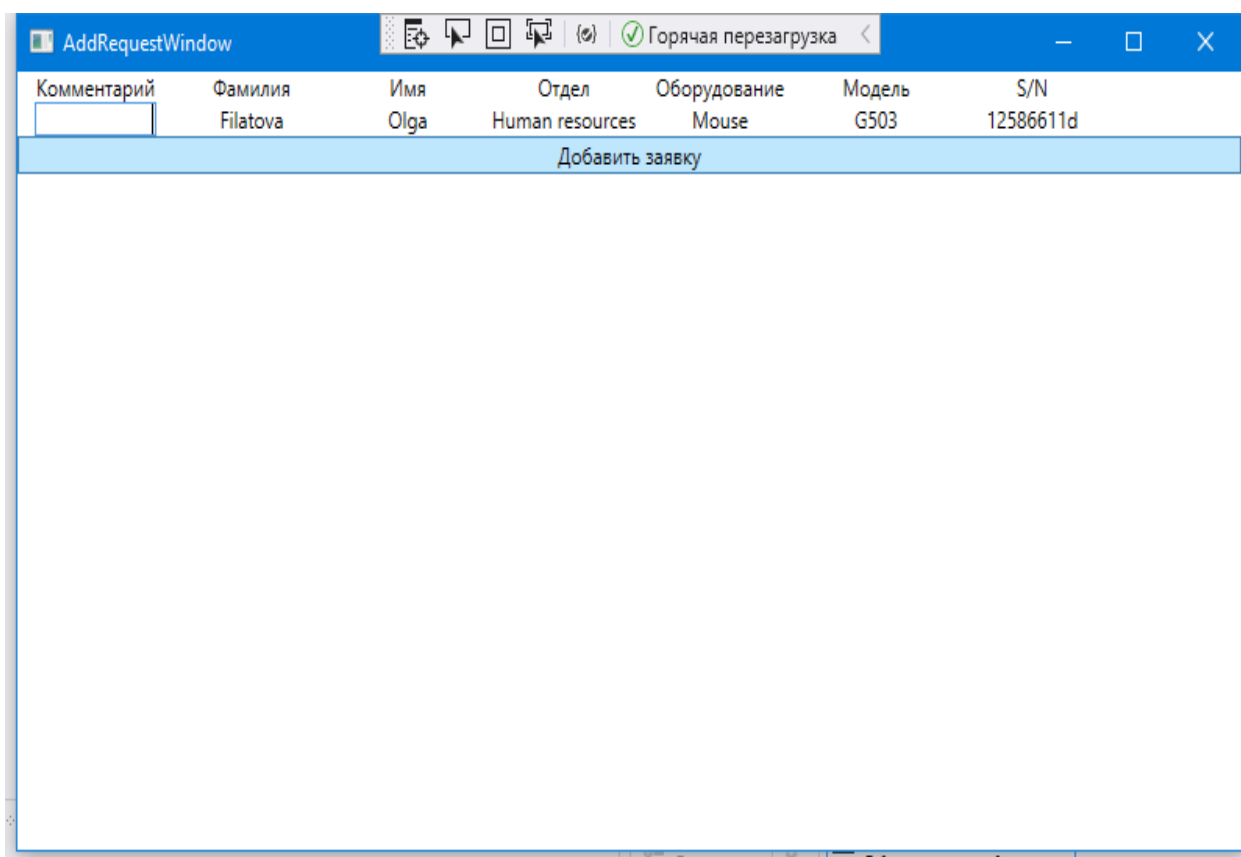 AddRequestWindow
Горячая перезагрузка
Комментарий Фамилия Имя Отдел Оборудование Модель S/N
Filatova Olga Human resources Mouse G503 12586611d
Добавить заявку